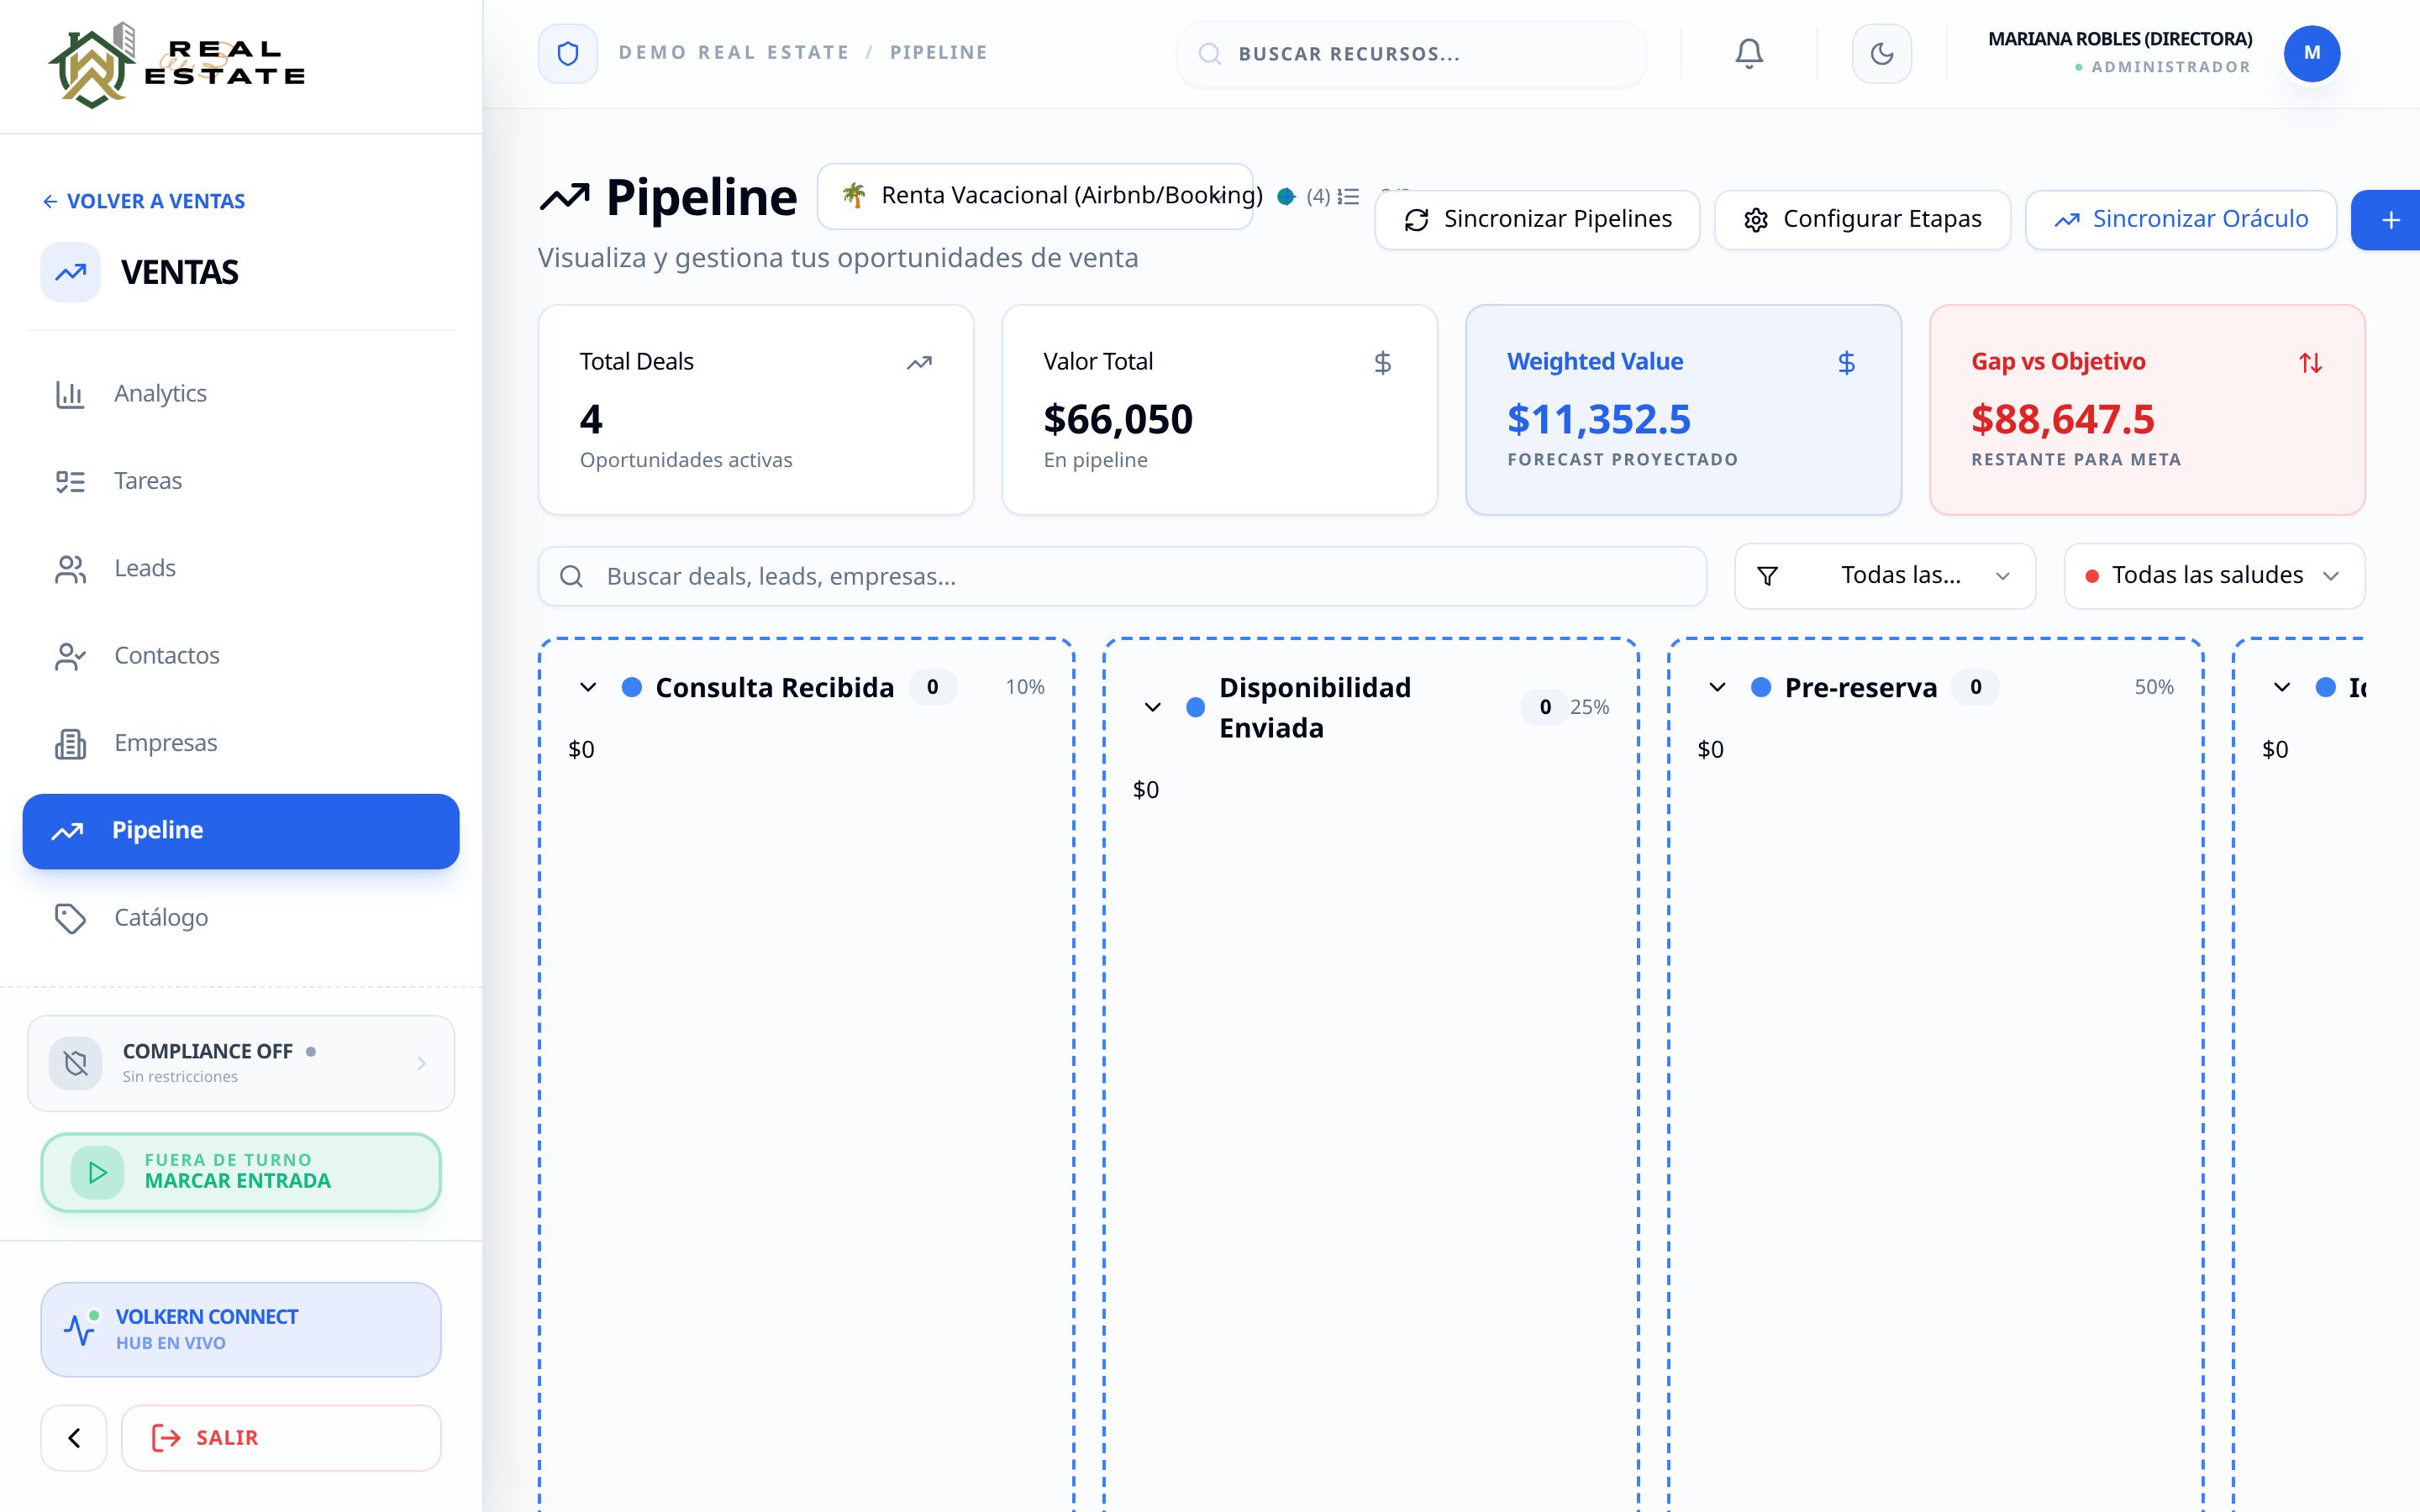 REAL
ESTATE
DEMO REAL ESTATE / PIPELINE
BUSCAR RECURSOS...
MARIANA ROBLES (DIRECTORA)
ADMINISTRADOR
M
VOLVER A VENTAS
VENTAS
Analytics
Tareas
Leads
Contactos
Empresas
Pipeline
Catálogo
COMPLIANCE OFF
Sin restricciones
FUERA DE TURNO
MARCAR ENTRADA
VOLKERN CONNECT
HUB EN VIVO
SALIR
Pipeline
Renta Vacacional (Airbnb/Booking)
(4)
Sincronizar Pipelines
Configurar Etapas
Sincronizar Oráculo
Visualiza y gestiona tus oportunidades de venta
Total Deals
4
Oportunidades activas
Valor Total
$66,050
En pipeline
Weighted Value
$11,352.5
FORECAST PROYECTADO
Gap vs Objetivo
$88,647.5
RESTANTE PARA META
Buscar deals, leads, empresas...
Todas las...
Todas las saludes
Consulta Recibida 0 10%
$0
Disponibilidad
Enviada
0 25%
$0
Pre-reserva 0 50%
$0
$0